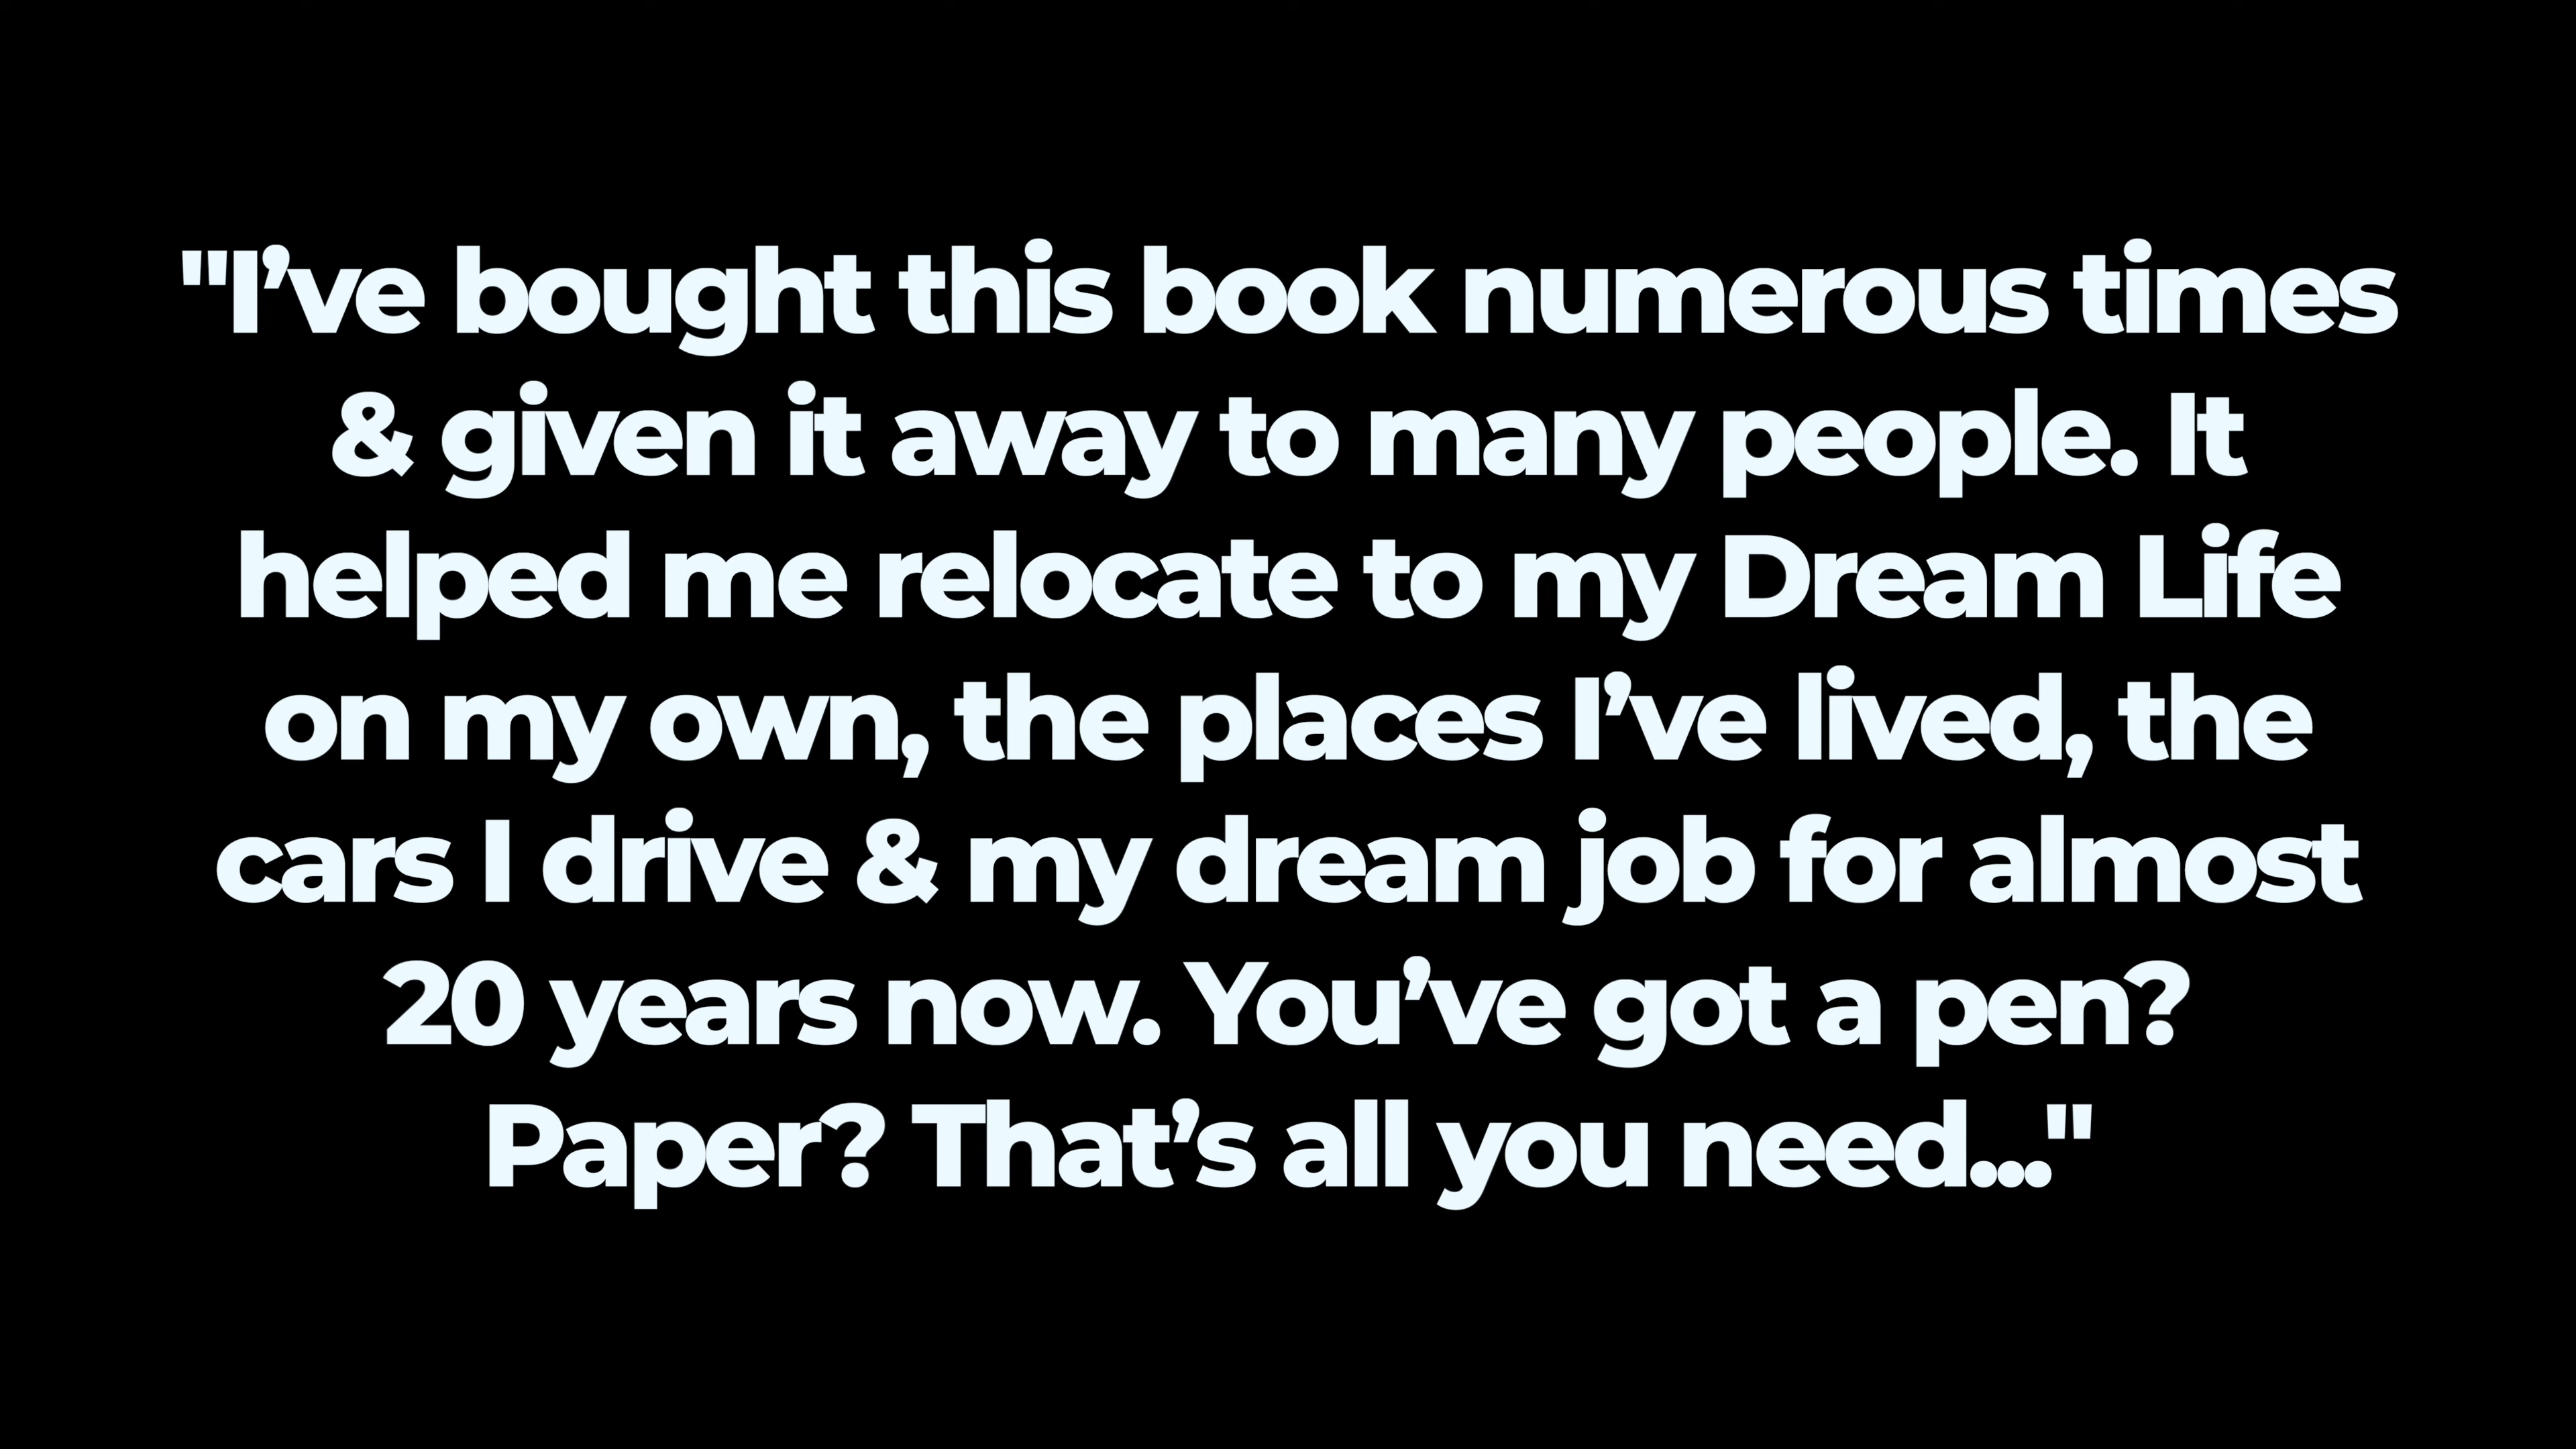 "I’ve bought this book numerous times
& given it away to many people. It
helped me relocate to my Dream Life
on my own, the places I’ve lived, the
cars I drive & my dream job for almost
20 years now. You’ve got a pen?
Paper? That’s all you need..."